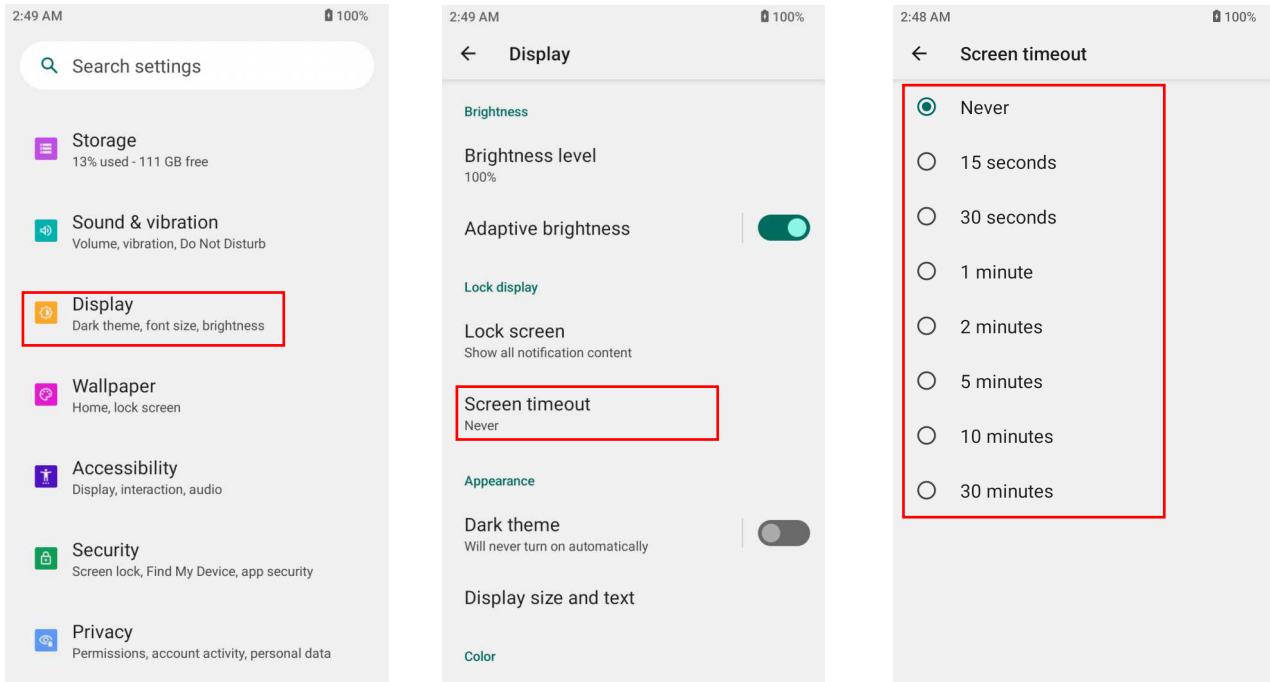 2:49 AM 100%
Search settings
Storage
13% used - 111 GB free
Sound & vibration
Volume, vibration, Do Not Disturb
Display
Dark theme, font size, brightness
Wallpaper
Home, lock screen
Accessibility
Display, interaction, audio
Security
Screen lock, Find My Device, app security
Privacy
Permissions, account activity, personal data
2:49 AM 100%
Display
Brightness
Brightness level
100%
Adaptive brightness
Lock display
Lock screen
Show all notification content
Screen timeout
Never
Appearance
Dark theme
Will never turn on automatically
Display size and text
Color
2:48 AM 100%
Screen timeout
Never
15 seconds
30 seconds
1 minute
2 minutes
5 minutes
10 minutes
30 minutes